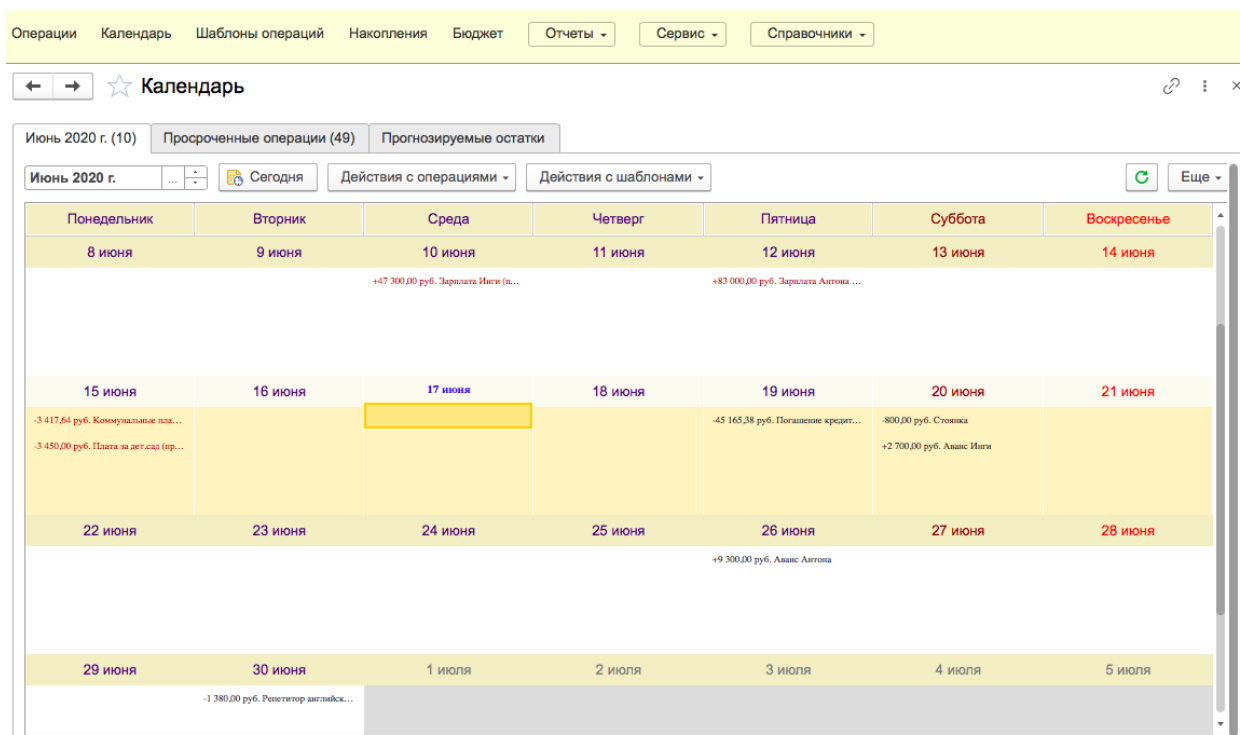 Операции Календарь Шаблоны операций Накопления Бюджет Отчеты Сервис Справочники
Календарь
Июнь 2020 г. (10) Просроченные операции (49) Прогнозируемые остатки
Июнь 2020 г. ... Сегодня Действия с операциями Действия с шаблонами Еще
Понедельник Вторник Среда Четверг Пятница Суббота Воскресенье
8 июня 9 июня 10 июня 11 июня 12 июня 13 июня 14 июня
+47 300,00 руб. Зарплата Инги (п... +83 000,00 руб. Зарплата Антона ...
15 июня 16 июня 17 июня 18 июня 19 июня 20 июня 21 июня
-3 417,64 руб. Коммунальные пла... -45 165,38 руб. Погашение кредит... -800,00 руб. Стоянка
-3 450,00 руб. Плата за дет.сад (пр... +2 700,00 руб. Аванс Инги
22 июня 23 июня 24 июня 25 июня 26 июня 27 июня 28 июня
+9 300,00 руб. Аванс Антона
29 июня 30 июня 1 июля 2 июля 3 июля 4 июля 5 июля
-1 380,00 руб. Репетитор английск...